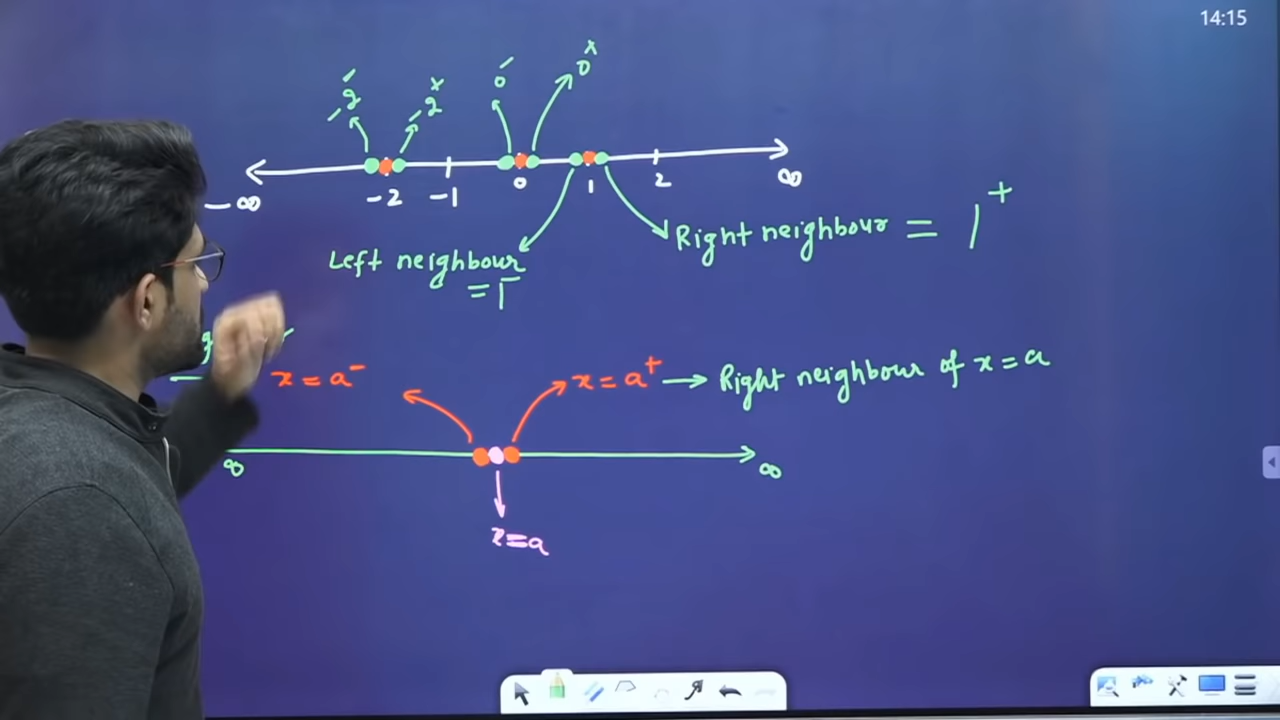 14:15
-2⁻ -2⁺ 0⁻ 0⁺
-∞ -2 -1 0 1 2 ∞
Right neighbour = 1⁺
Left neighbour
= 1⁻
x = a⁻ x = a⁺ → Right neighbour of x = a
∞ ∞
x = a